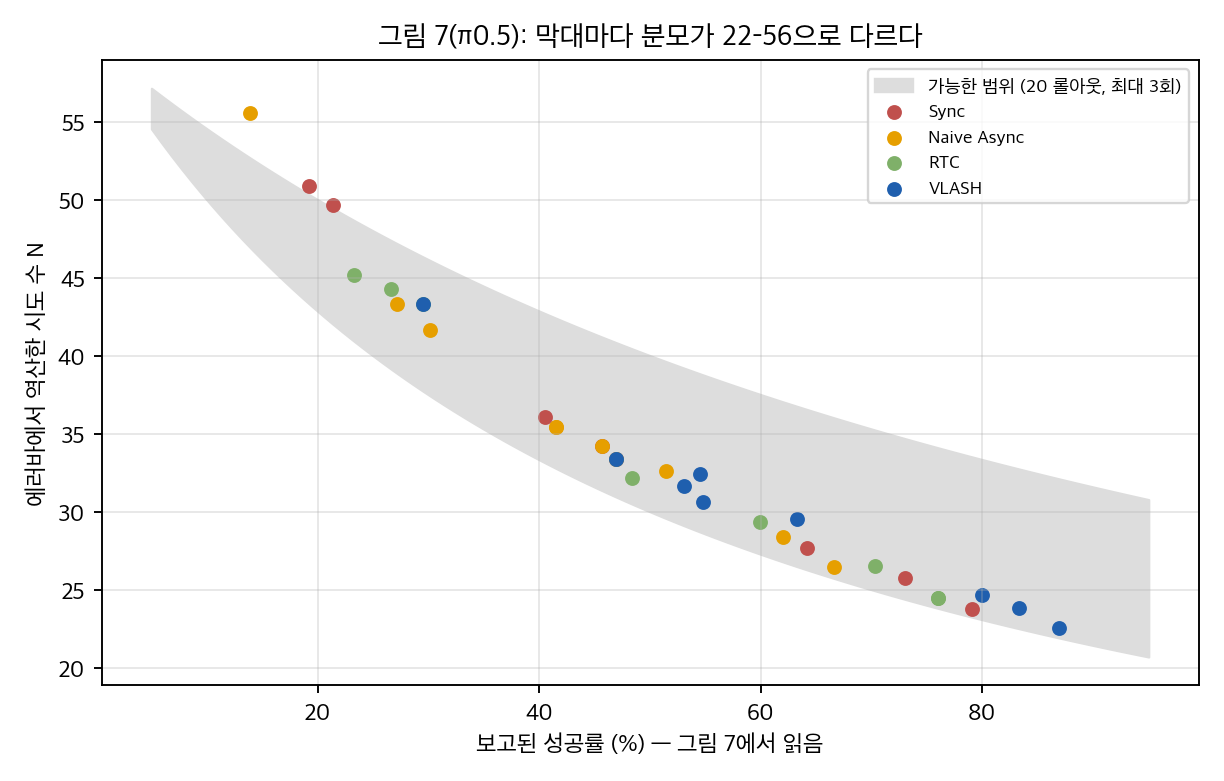 그림 7(π0.5): 막대마다 분모가 22-56으로 다르다
가능한 범위 (20 롤아웃, 최대 3회)
Sync
Naive Async
RTC
VLASH
에러바에서 역산한 시도 수 N
55
50
45
40
35
30
25
20
20 40 60 80
보고된 성공률 (%) — 그림 7에서 읽음